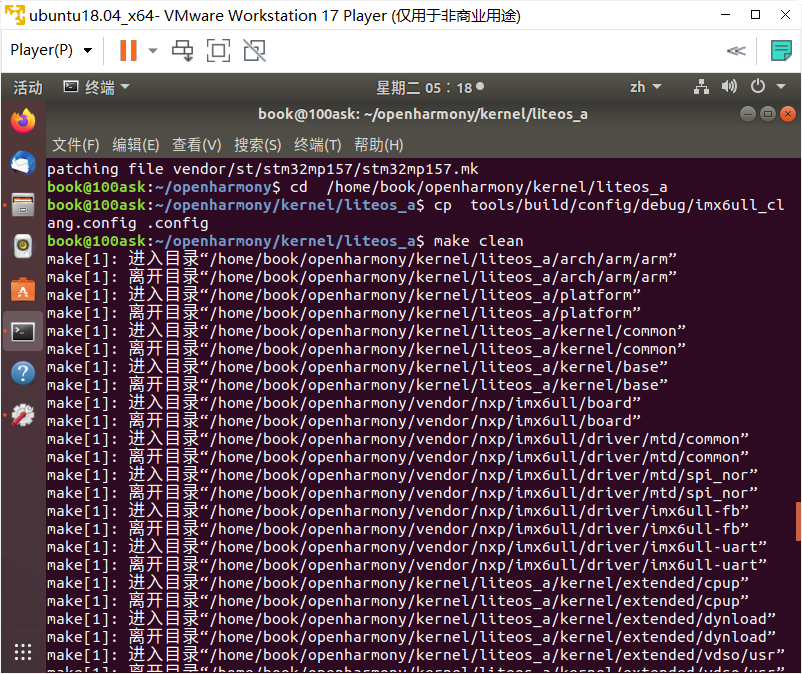 ubuntu18.04_x64- VMware Workstation 17 Player (仅用于非商业用途)
Player(P)
活动 终端 星期二 05：18 zh
book@100ask: ~/openharmony/kernel/liteos_a
文件(F) 编辑(E) 查看(V) 搜索(S) 终端(T) 帮助(H)
patching file vendor/st/stm32mp157/stm32mp157.mk
book@100ask:~/openharmony$ cd  /home/book/openharmony/kernel/liteos_a
book@100ask:~/openharmony/kernel/liteos_a$ cp  tools/build/config/debug/imx6ull_cl
ang.config .config
book@100ask:~/openharmony/kernel/liteos_a$ make clean
make[1]: 进入目录“/home/book/openharmony/kernel/liteos_a/arch/arm/arm”
make[1]: 离开目录“/home/book/openharmony/kernel/liteos_a/arch/arm/arm”
make[1]: 进入目录“/home/book/openharmony/kernel/liteos_a/platform”
make[1]: 离开目录“/home/book/openharmony/kernel/liteos_a/platform”
make[1]: 进入目录“/home/book/openharmony/kernel/liteos_a/kernel/common”
make[1]: 离开目录“/home/book/openharmony/kernel/liteos_a/kernel/common”
make[1]: 进入目录“/home/book/openharmony/kernel/liteos_a/kernel/base”
make[1]: 离开目录“/home/book/openharmony/kernel/liteos_a/kernel/base”
make[1]: 进入目录“/home/book/openharmony/vendor/nxp/imx6ull/board”
make[1]: 离开目录“/home/book/openharmony/vendor/nxp/imx6ull/board”
make[1]: 进入目录“/home/book/openharmony/vendor/nxp/imx6ull/driver/mtd/common”
make[1]: 离开目录“/home/book/openharmony/vendor/nxp/imx6ull/driver/mtd/common”
make[1]: 进入目录“/home/book/openharmony/vendor/nxp/imx6ull/driver/mtd/spi_nor”
make[1]: 离开目录“/home/book/openharmony/vendor/nxp/imx6ull/driver/mtd/spi_nor”
make[1]: 进入目录“/home/book/openharmony/vendor/nxp/imx6ull/driver/imx6ull-fb”
make[1]: 离开目录“/home/book/openharmony/vendor/nxp/imx6ull/driver/imx6ull-fb”
make[1]: 进入目录“/home/book/openharmony/vendor/nxp/imx6ull/driver/imx6ull-uart”
make[1]: 离开目录“/home/book/openharmony/vendor/nxp/imx6ull/driver/imx6ull-uart”
make[1]: 进入目录“/home/book/openharmony/kernel/liteos_a/kernel/extended/cpup”
make[1]: 离开目录“/home/book/openharmony/kernel/liteos_a/kernel/extended/cpup”
make[1]: 进入目录“/home/book/openharmony/kernel/liteos_a/kernel/extended/dynload”
make[1]: 离开目录“/home/book/openharmony/kernel/liteos_a/kernel/extended/dynload”
make[1]: 进入目录“/home/book/openharmony/kernel/liteos_a/kernel/extended/vdso/usr”
make[1]: 离开目录“/home/book/openharmony/kernel/liteos_a/kernel/extended/vdso/usr”